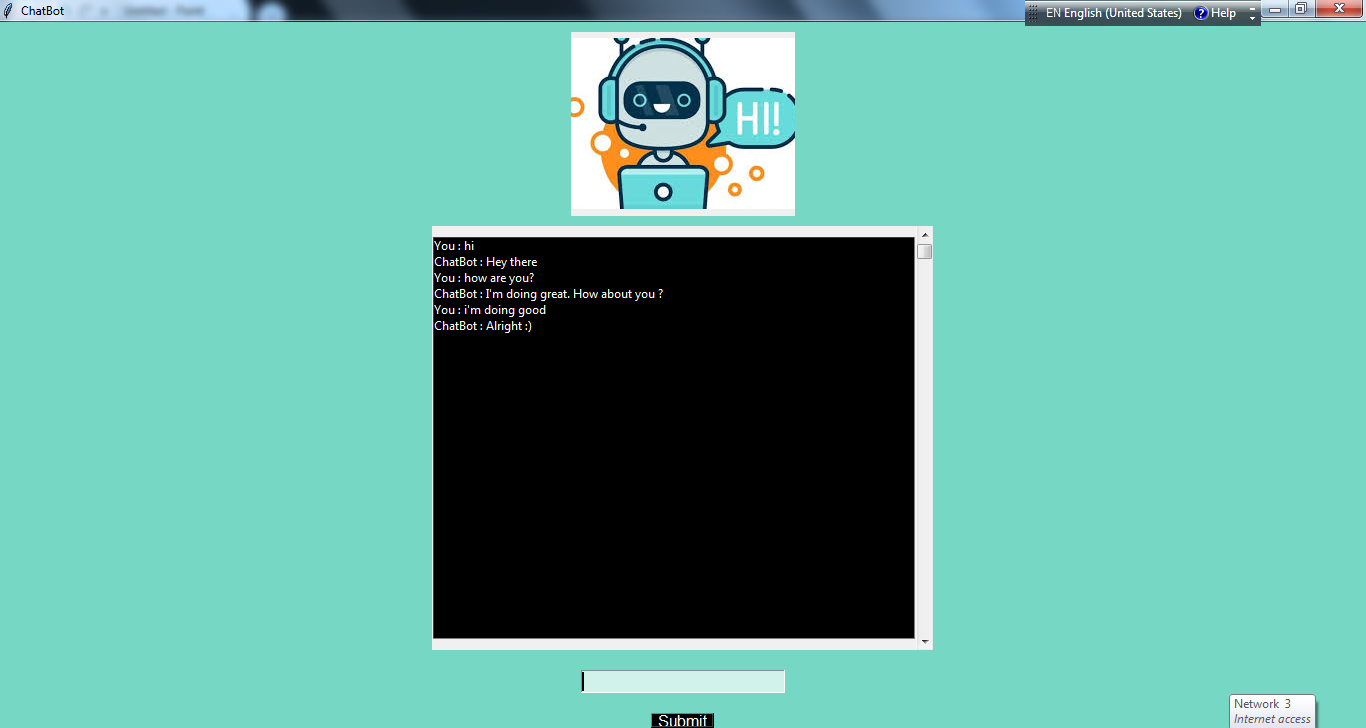 ChatBot
EN English (United States)
Help
HI!
You : hi
ChatBot : Hey there
You : how are you?
ChatBot : I'm doing great. How about you ?
You : i'm doing good
ChatBot : Alright :)
Submit
Network 3
Internet access